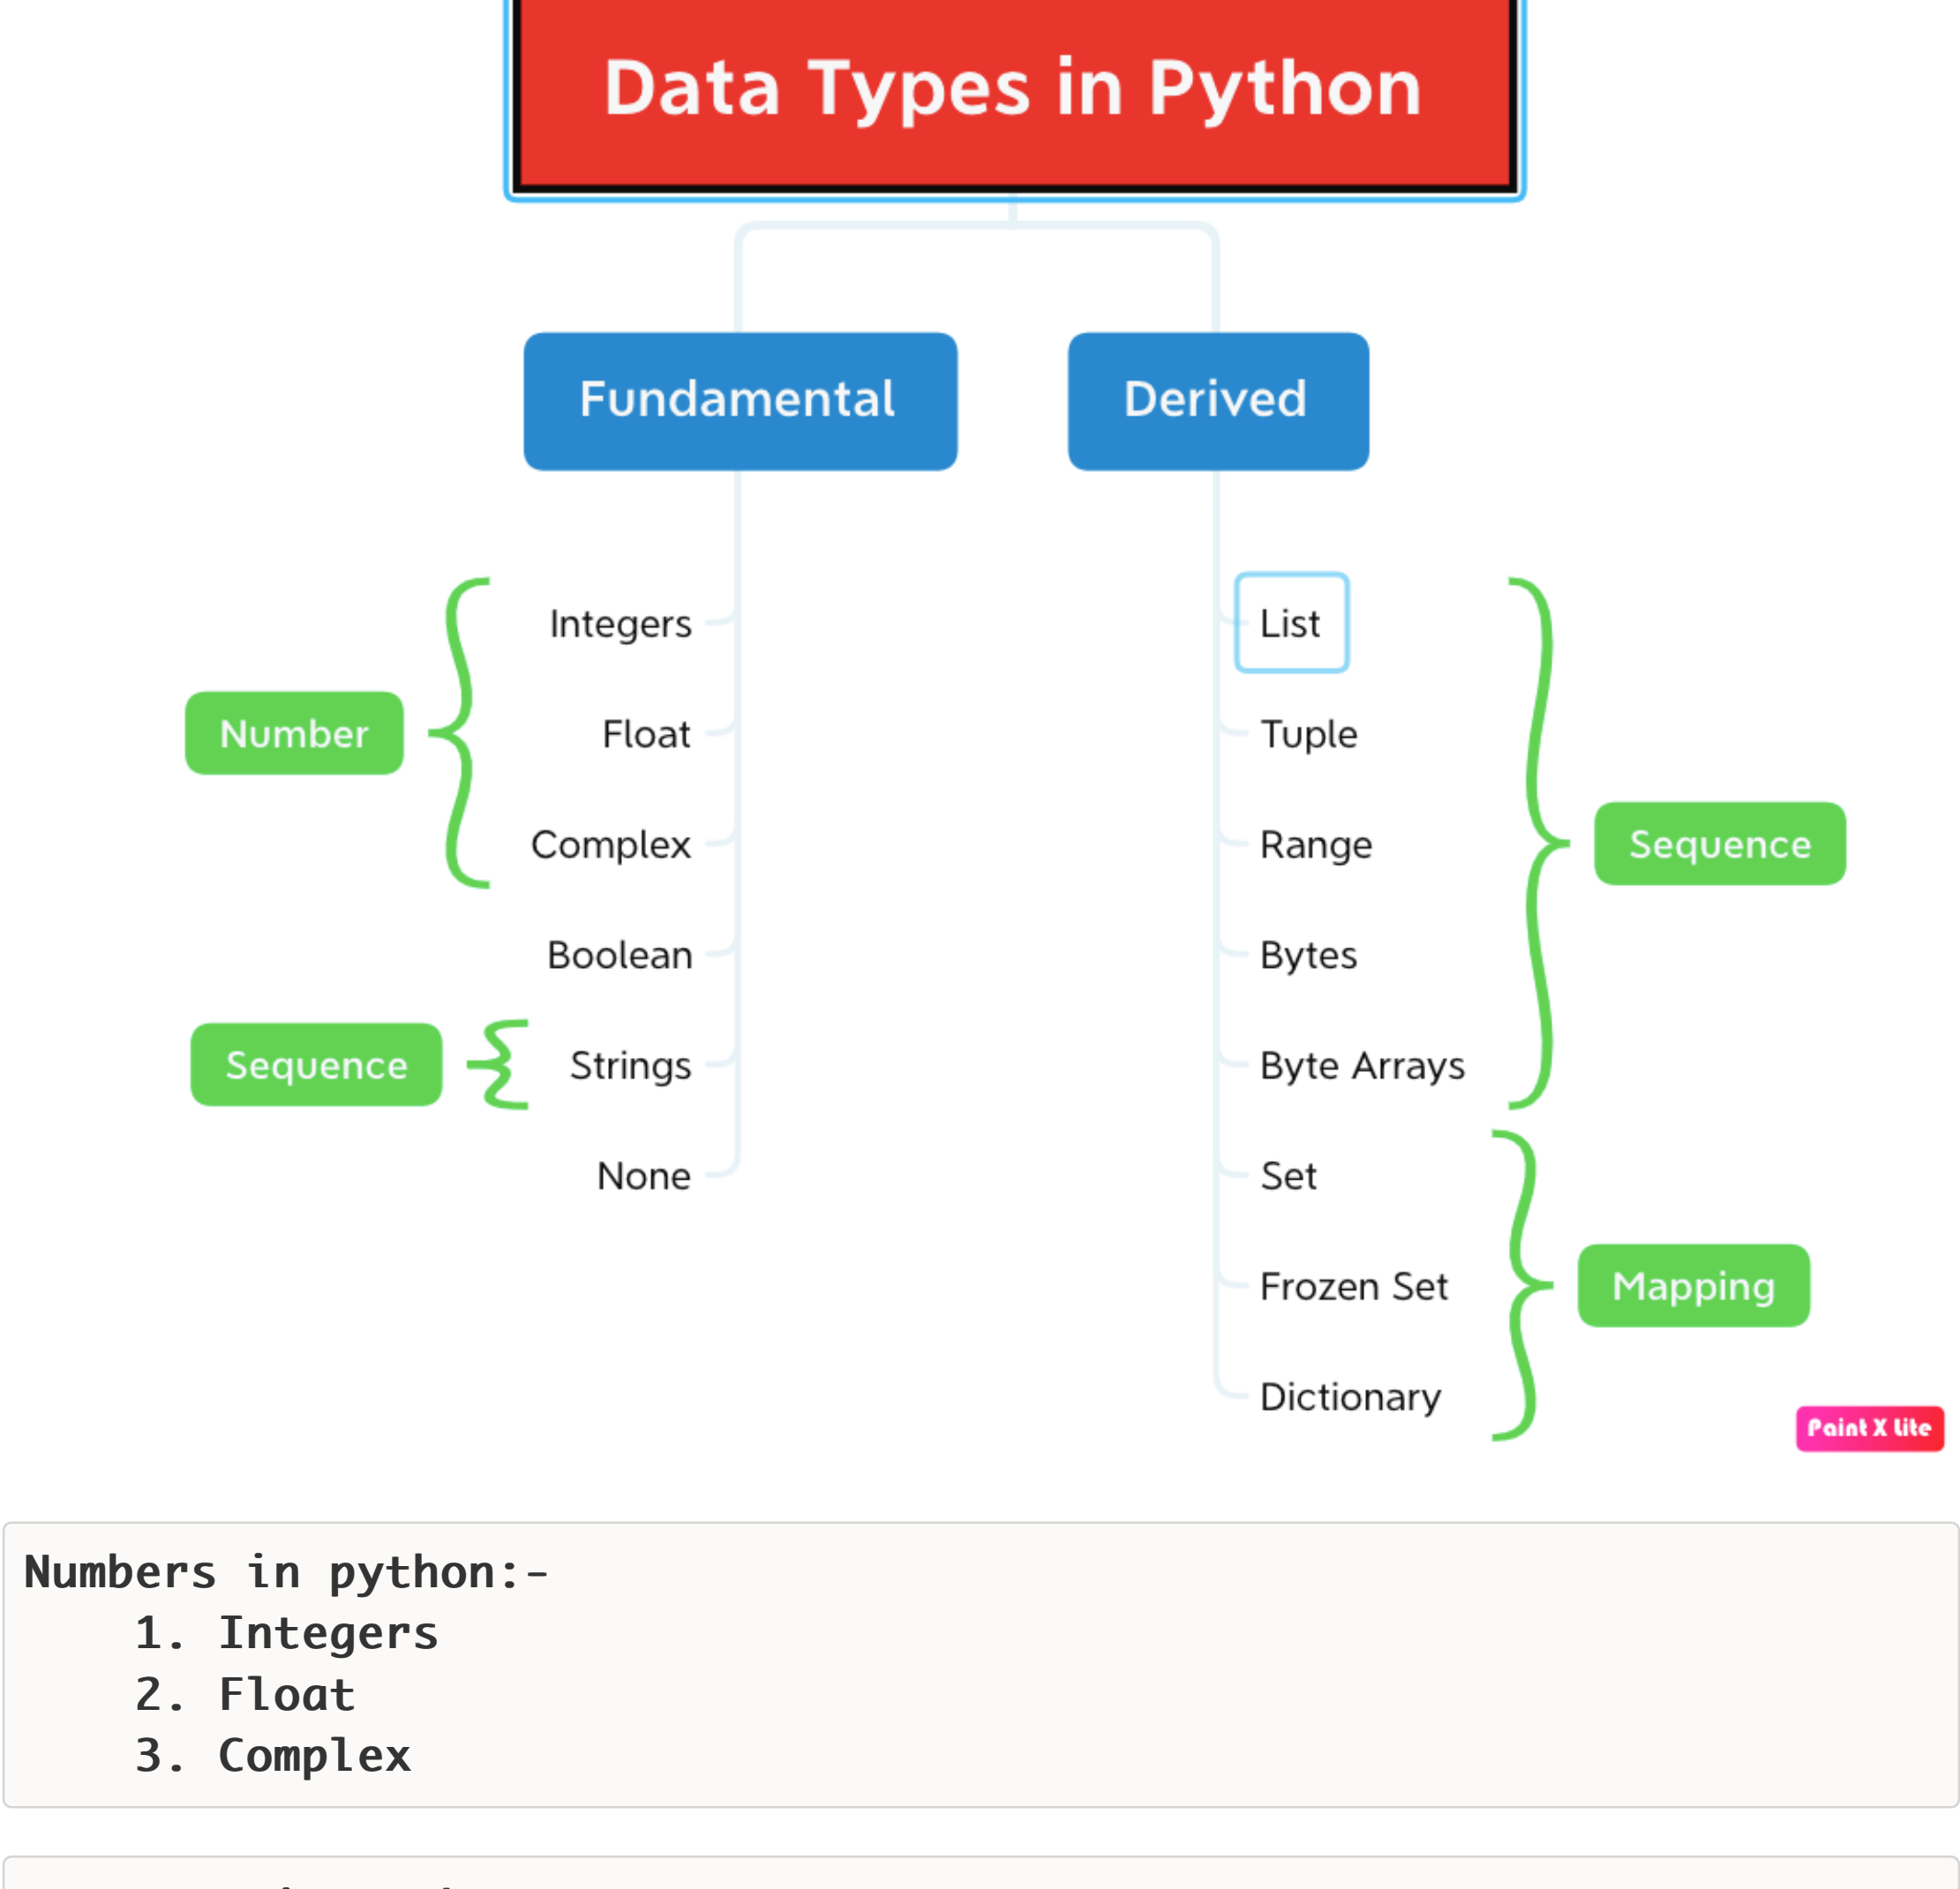 Data Types in Python
Fundamental
Derived
Number
Integers
Float
Complex
Boolean
Sequence
Strings
None
List
Tuple
Range
Bytes
Byte Arrays
Sequence
Set
Frozen Set
Dictionary
Mapping
Paint X Lite
Numbers in python:-
1. Integers
2. Float
3. Complex